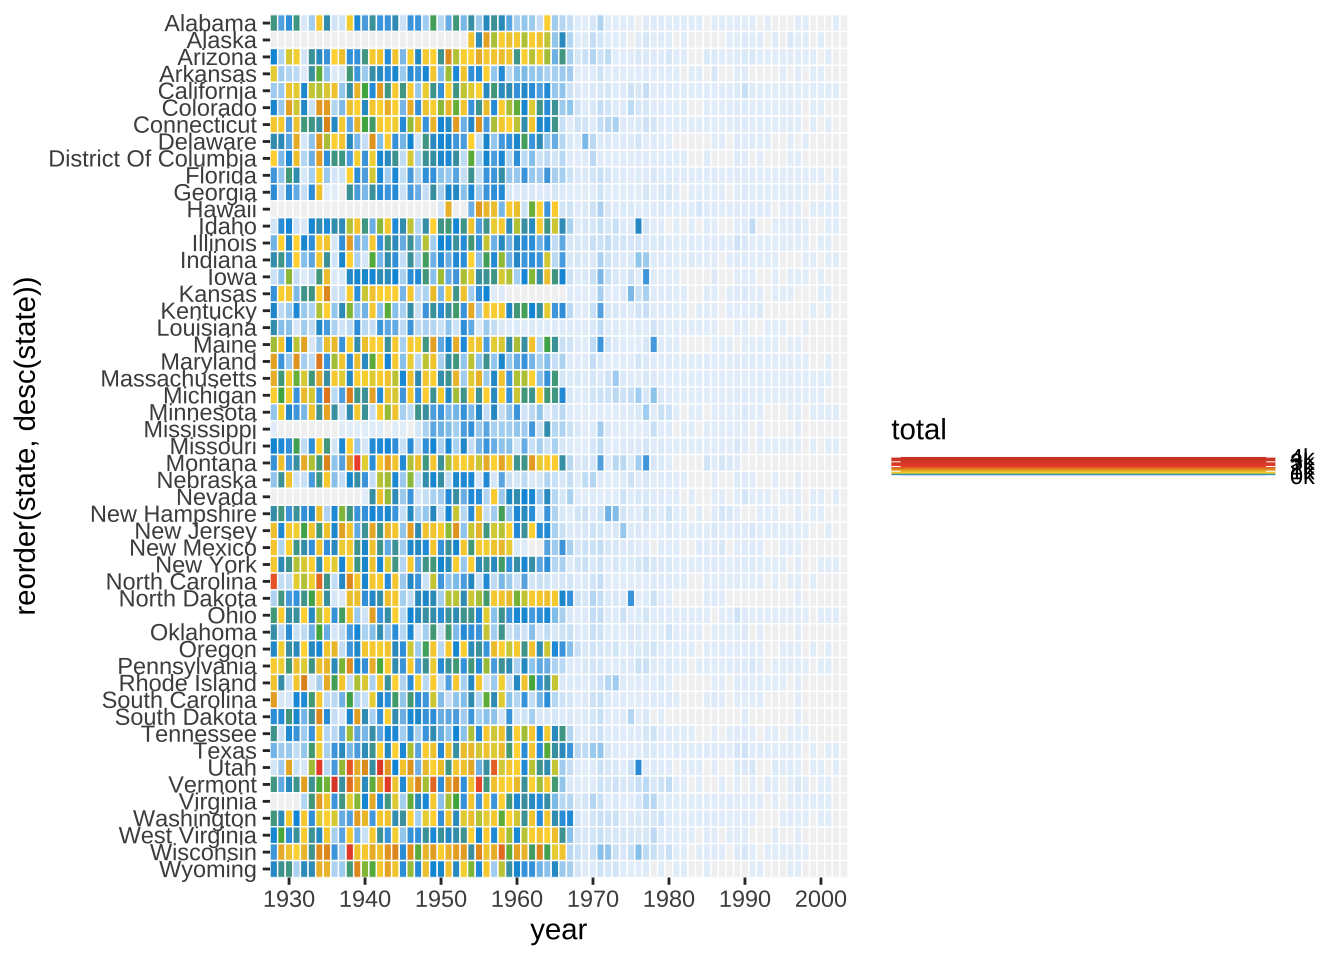 Alabama
Alaska
Arizona
Arkansas
California
Colorado
Connecticut
Delaware
District Of Columbia
Florida
Georgia
Hawaii
Idaho
Illinois
Indiana
Iowa
Kansas
Kentucky
Louisiana
Maine
Maryland
Massachusetts
Michigan
Minnesota
Mississippi
Missouri
Montana
Nebraska
Nevada
New Hampshire
New Jersey
New Mexico
New York
North Carolina
North Dakota
Ohio
Oklahoma
Oregon
Pennsylvania
Rhode Island
South Carolina
South Dakota
Tennessee
Texas
Utah
Vermont
Virginia
Washington
West Virginia
Wisconsin
Wyoming
reorder(state, desc(state))
1930 1940 1950 1960 1970 1980 1990 2000
year
total
4k
0k